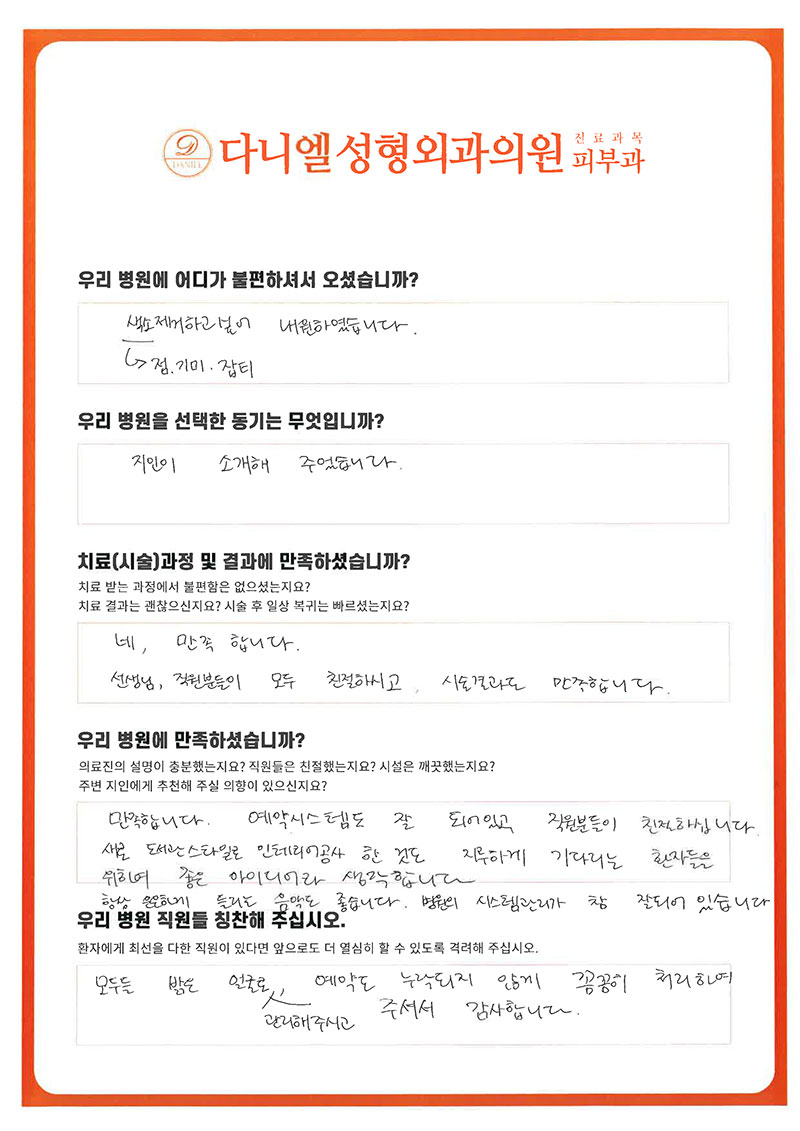 DANIEL
다니엘성형외과의원 진료과목 피부과
우리 병원에 어디가 불편하셔서 오셨습니까?
색소제거하고싶어 내원하였습니다.
↳ 점.기미.잡티
우리 병원을 선택한 동기는 무엇입니까?
지인이 소개해 주었습니다.
치료(시술)과정 및 결과에 만족하셨습니까?
치료 받는 과정에서 불편함은 없으셨는지요?
치료 결과는 괜찮으신지요? 시술 후 일상 복귀는 빠르셨는지요?
네, 만족 합니다.
선생님, 직원분들이 모두 친절하시고, 시술결과도 만족합니다.
우리 병원에 만족하셨습니까?
의료진의 설명이 충분했는지요? 직원들은 친절했는지요? 시설은 깨끗했는지요?
주변 지인에게 추천해 주실 의향이 있으신지요?
만족합니다. 예약시스템도 잘 되어있고 직원분들이 친절하십니다.
새로 도서관스타일로 인테리어공사 한 것도 지루하게 기다리는 환자들을
위하여 좋은 아이디어라 생각합니다
항상 은은하게 들리는 음악도 좋습니다. 병원의 시스템관리가 참 잘되어 있습니다
우리 병원 직원들 칭찬해 주십시오.
환자에게 최선을 다한 직원이 있다면 앞으로도 더 열심히 할 수 있도록 격려해 주십시오.
모두들 밝은 얼굴로, 예약도 누락되지 않게 꼼꼼히 처리하여
관리해주시고 주셔서 감사합니다.